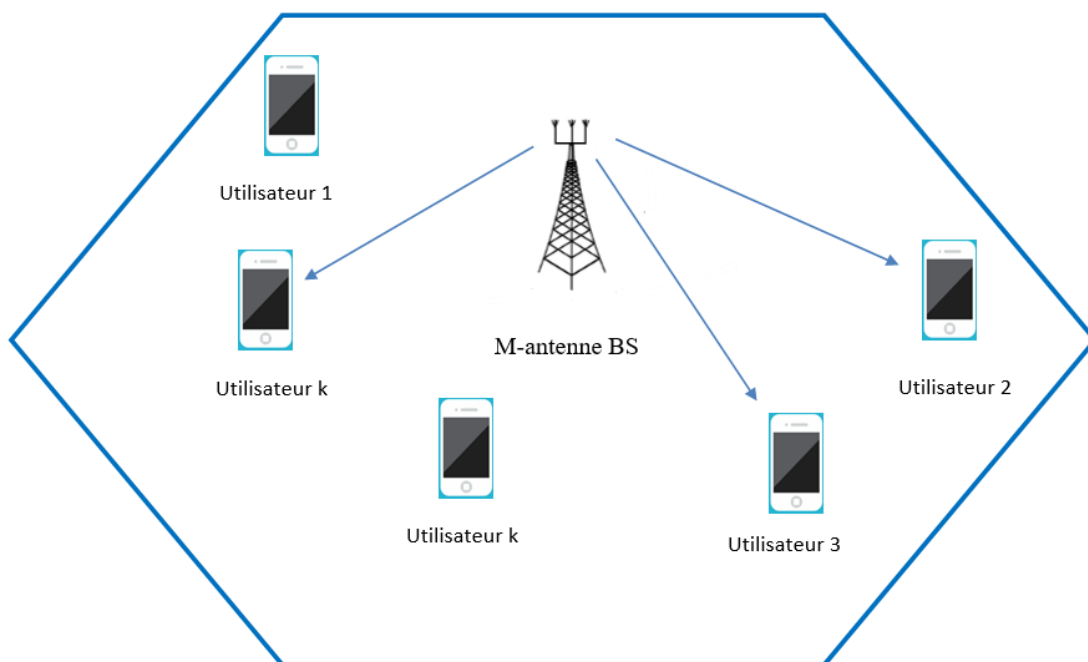 Utilisateur 1
M-antenne BS
Utilisateur k
Utilisateur 2
Utilisateur k
Utilisateur 3